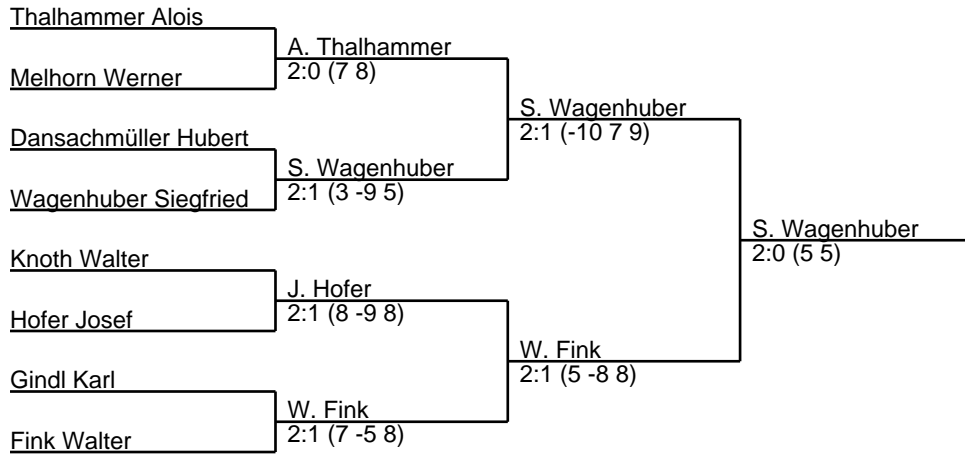 Thalhammer Alois
A. Thalhammer
2:0 (7 8)
Melhorn Werner
S. Wagenhuber
2:1 (-10 7 9)
Dansachmüller Hubert
S. Wagenhuber
2:1 (3 -9 5)
Wagenhuber Siegfried
S. Wagenhuber
2:0 (5 5)
Knoth Walter
J. Hofer
2:1 (8 -9 8)
Hofer Josef
W. Fink
2:1 (5 -8 8)
Gindl Karl
W. Fink
2:1 (7 -5 8)
Fink Walter